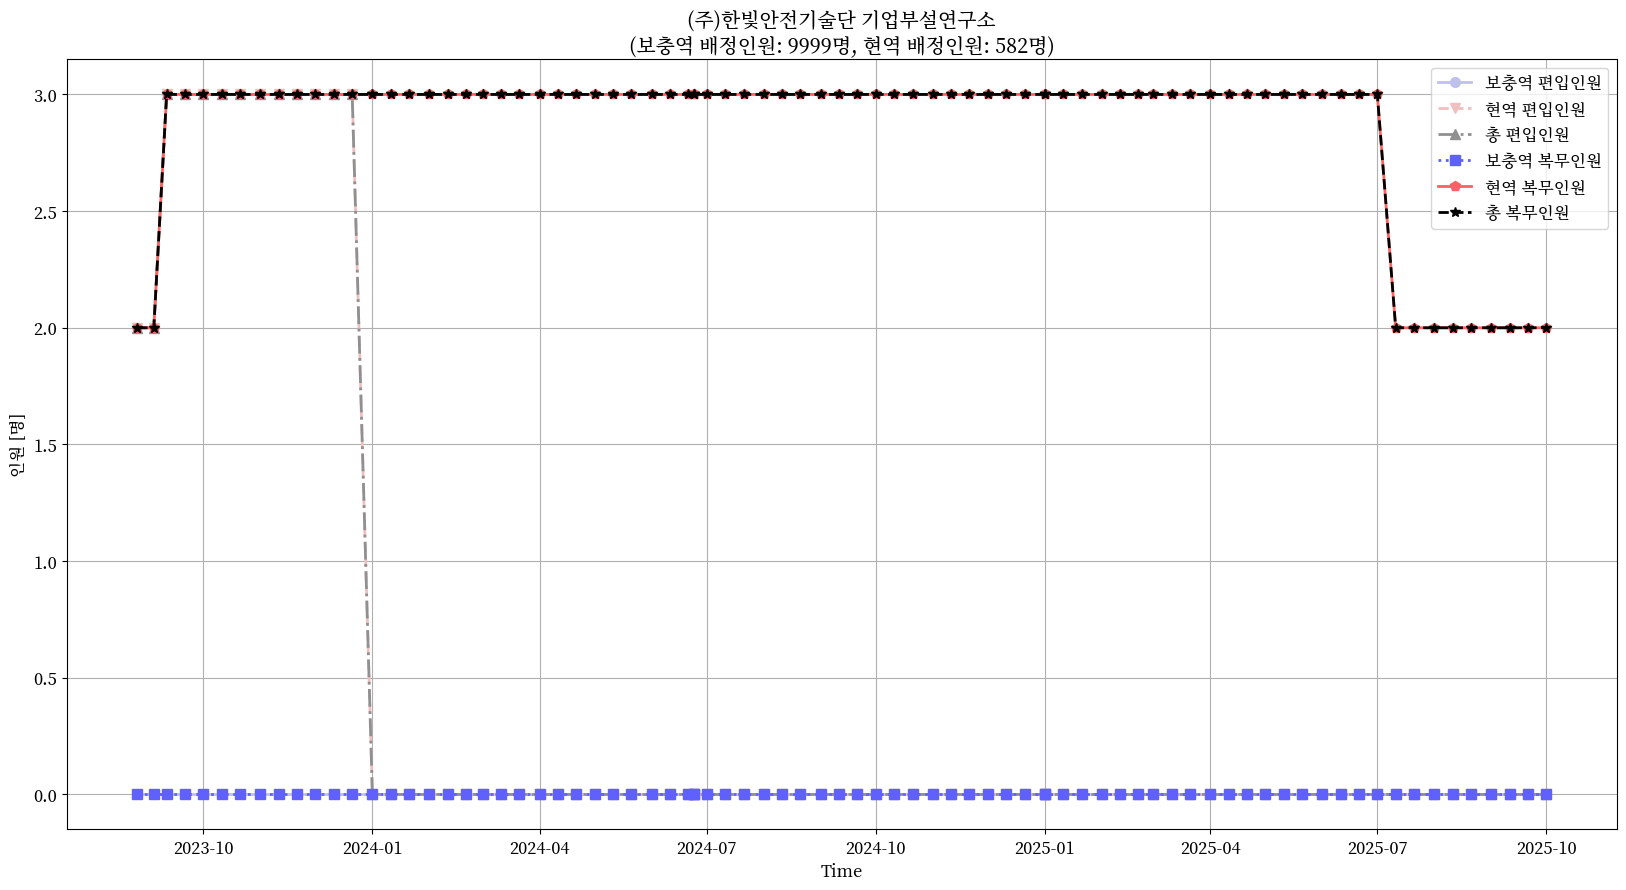 (주)한빛안전기술단 기업부설연구소
(보충역 배정인원: 9999명, 현역 배정인원: 582명)
3.0
2.5
2.0
1.5
1.0
0.5
0.0
인원 [명]
보충역 편입인원
현역 편입인원
총 편입인원
보충역 복무인원
현역 복무인원
총 복무인원
2023-10
2024-01
2024-04
2024-07
2024-10
2025-01
2025-04
2025-07
2025-10
Time